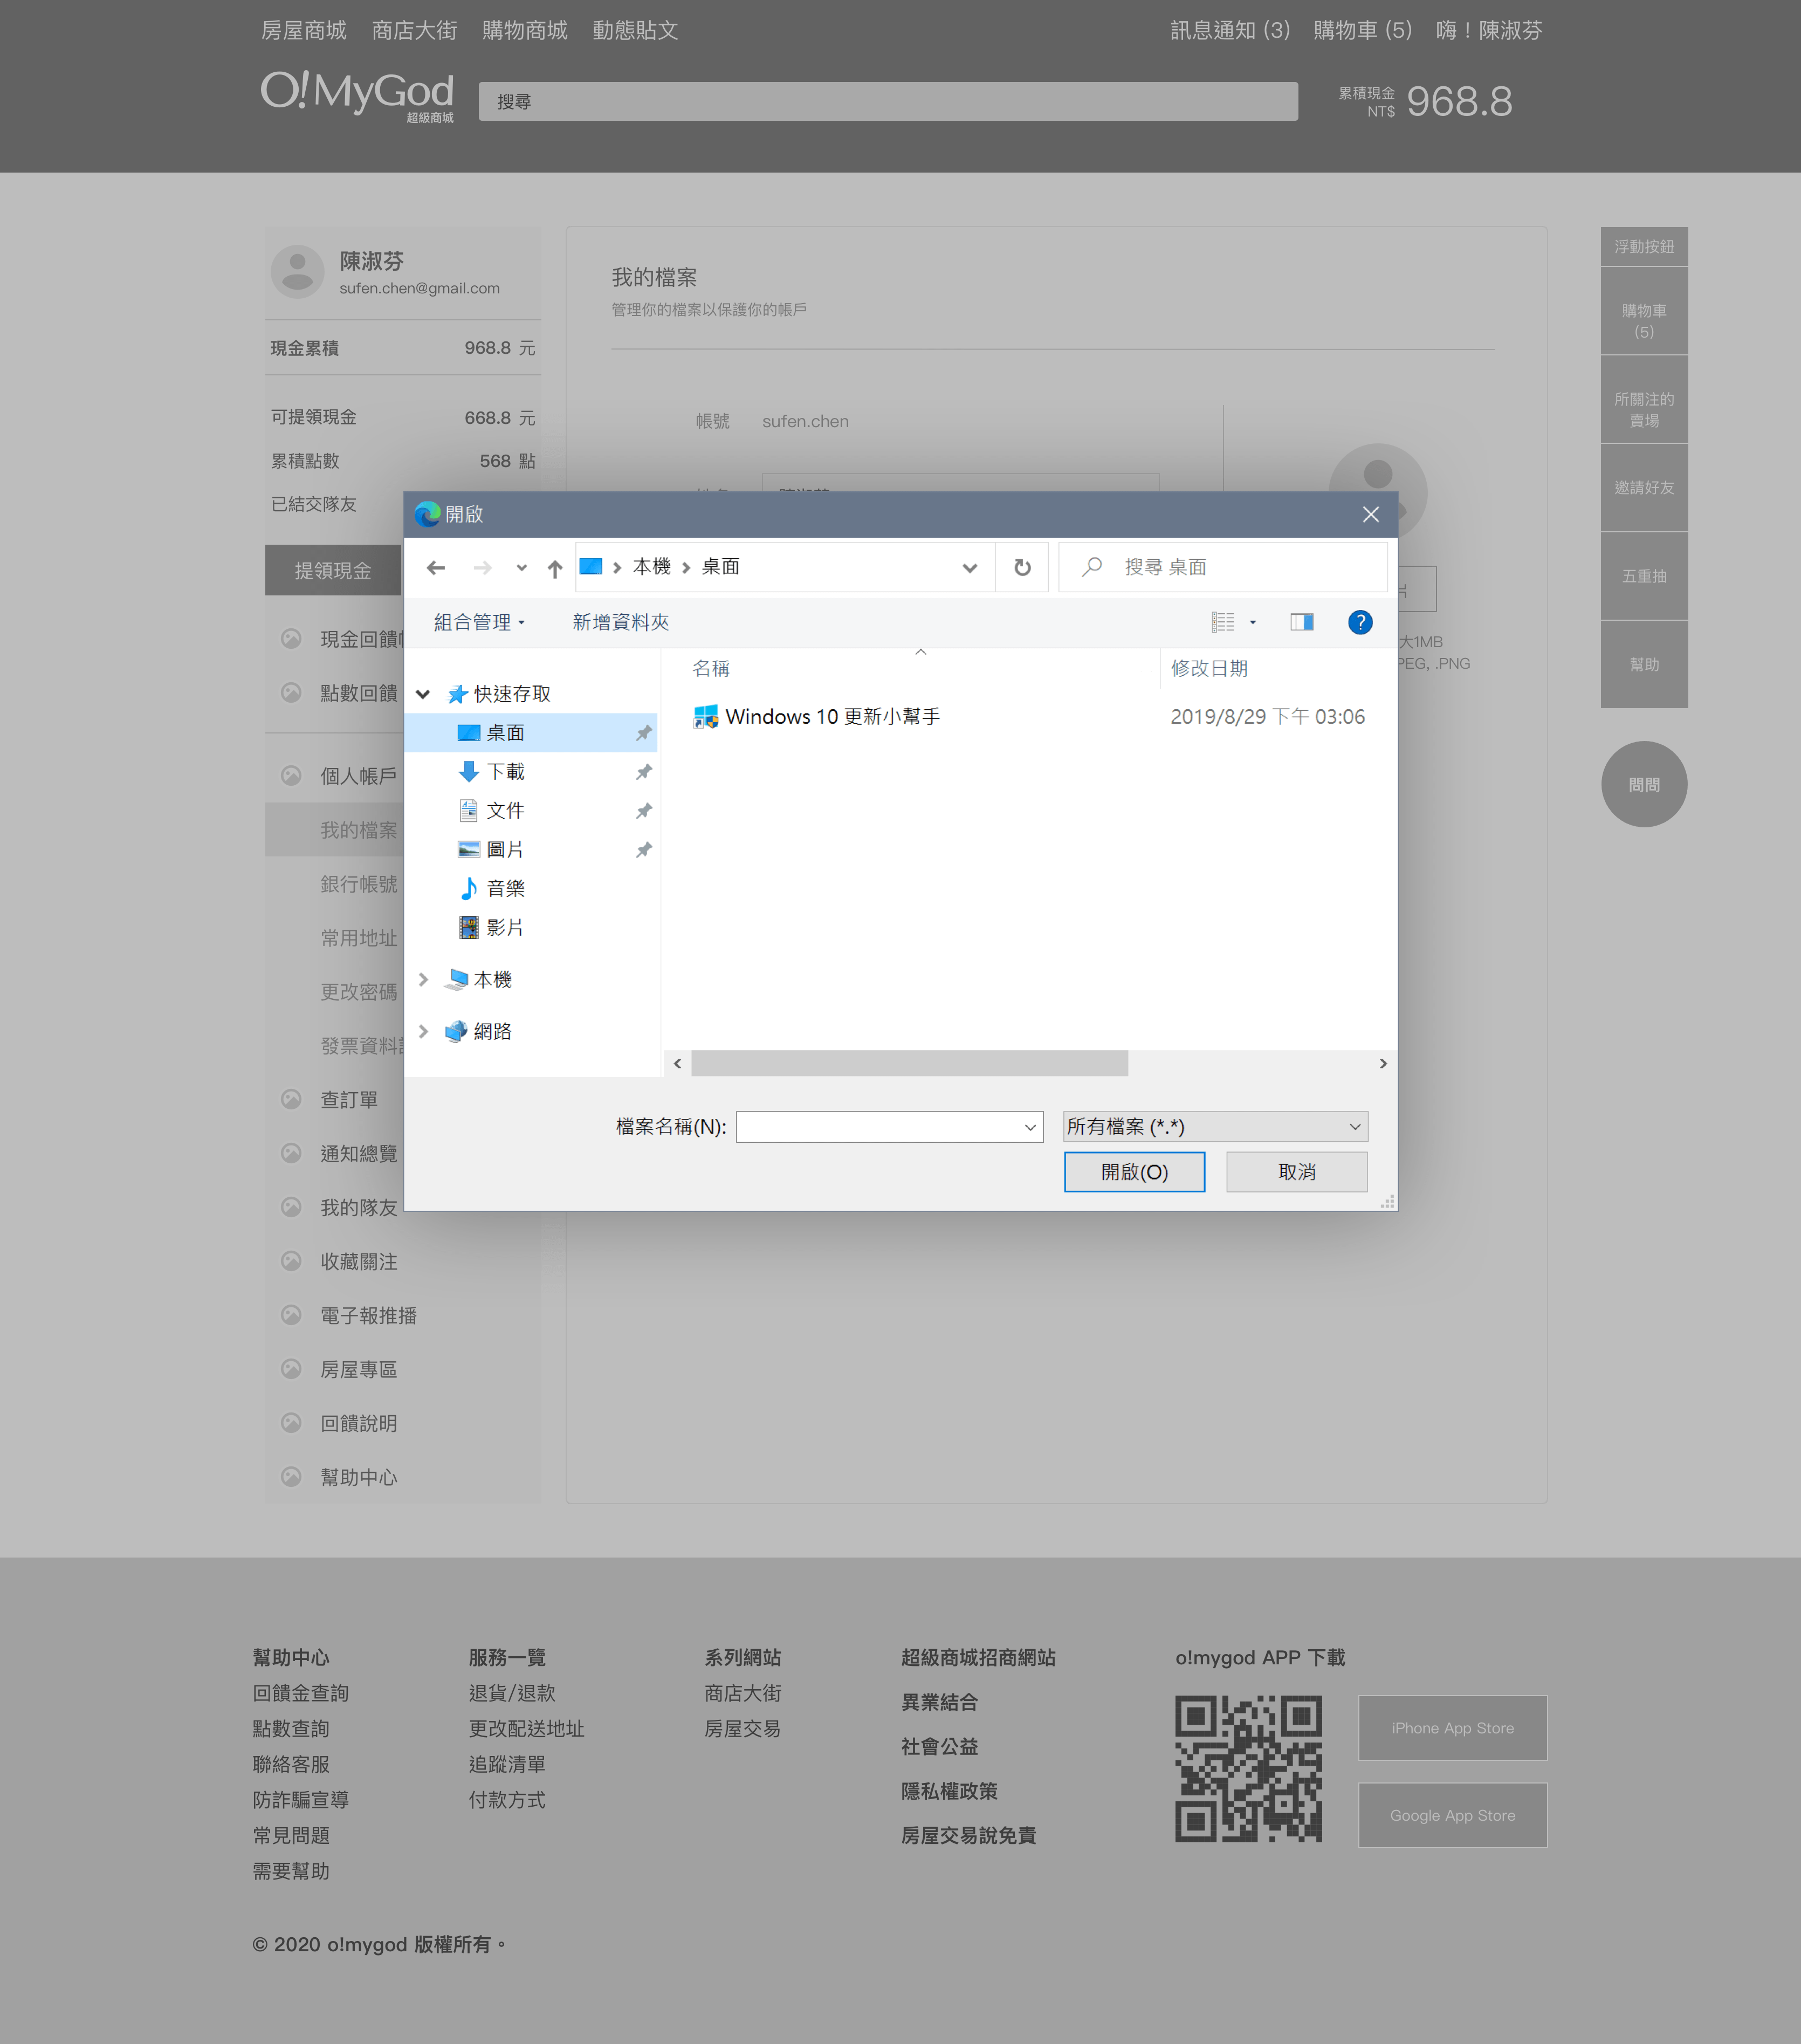 房屋商城 商店大街 購物商城 動態貼文
訊息通知 (3) 購物車 (5) 嗨！陳淑芬
O!MyGod
超級商城
搜尋
累積現金
NT$
968.8
陳淑芬
sufen.chen@gmail.com
現金累積 968.8 元
可提領現金 668.8 元
累積點數 568 點
已結交隊友
提領現金
現金回饋
點數回饋
個人帳戶
我的檔案
銀行帳號
常用地址
更改密碼
發票資料
查訂單
通知總覽
我的隊友
收藏關注
電子報推播
房屋專區
回饋說明
幫助中心
我的檔案
管理你的檔案以保護你的帳戶
帳號 sufen.chen
大1MB
PEG, .PNG
開啟
本機 桌面
搜尋 桌面
組合管理 新增資料夾
?
名稱 修改日期
快速存取
桌面
下載
文件
圖片
音樂
影片
本機
網路
Windows 10 更新小幫手 2019/8/29 下午 03:06
檔案名稱(N):
所有檔案 (*.*)
開啟(O) 取消
浮動按鈕
購物車
(5)
所關注的
賣場
邀請好友
五重抽
幫助
問問
幫助中心
回饋金查詢
點數查詢
聯絡客服
防詐騙宣導
常見問題
需要幫助
服務一覽
退貨/退款
更改配送地址
追蹤清單
付款方式
系列網站
商店大街
房屋交易
超級商城招商網站
異業結合
社會公益
隱私權政策
房屋交易說免責
o!mygod APP 下載
iPhone App Store
Google App Store
© 2020 o!mygod 版權所有。